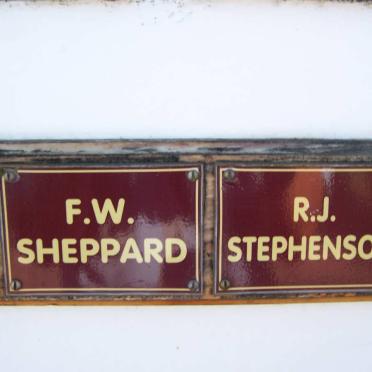 F.W.
SHEPPARD
R.J.
STEPHENSO